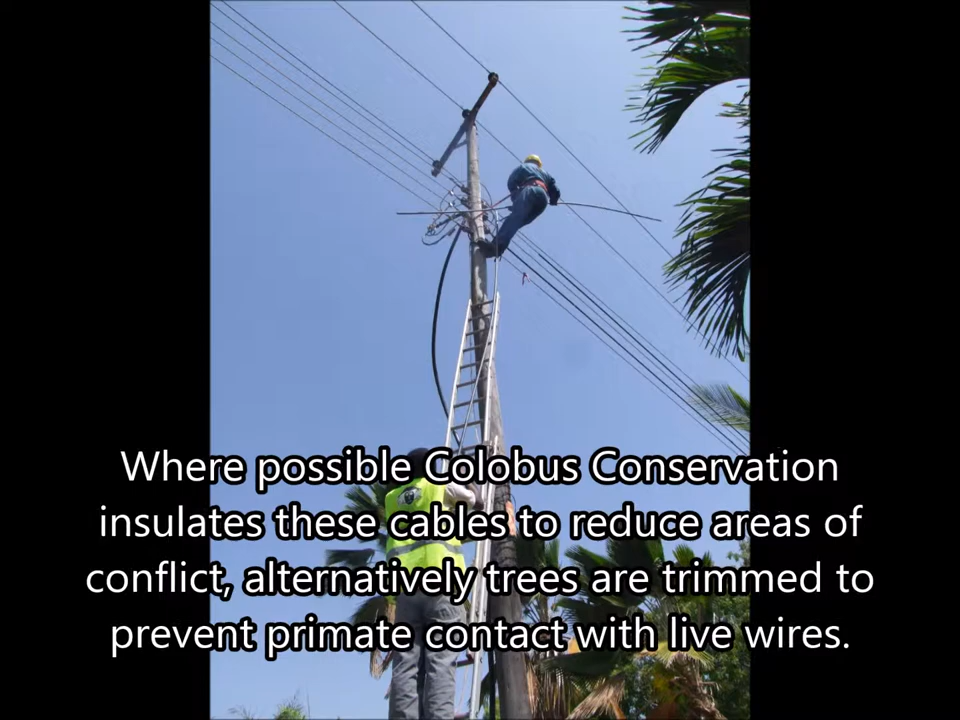 Where possible Colobus Conservation
insulates these cables to reduce areas of
conflict, alternatively trees are trimmed to
prevent primate contact with live wires.